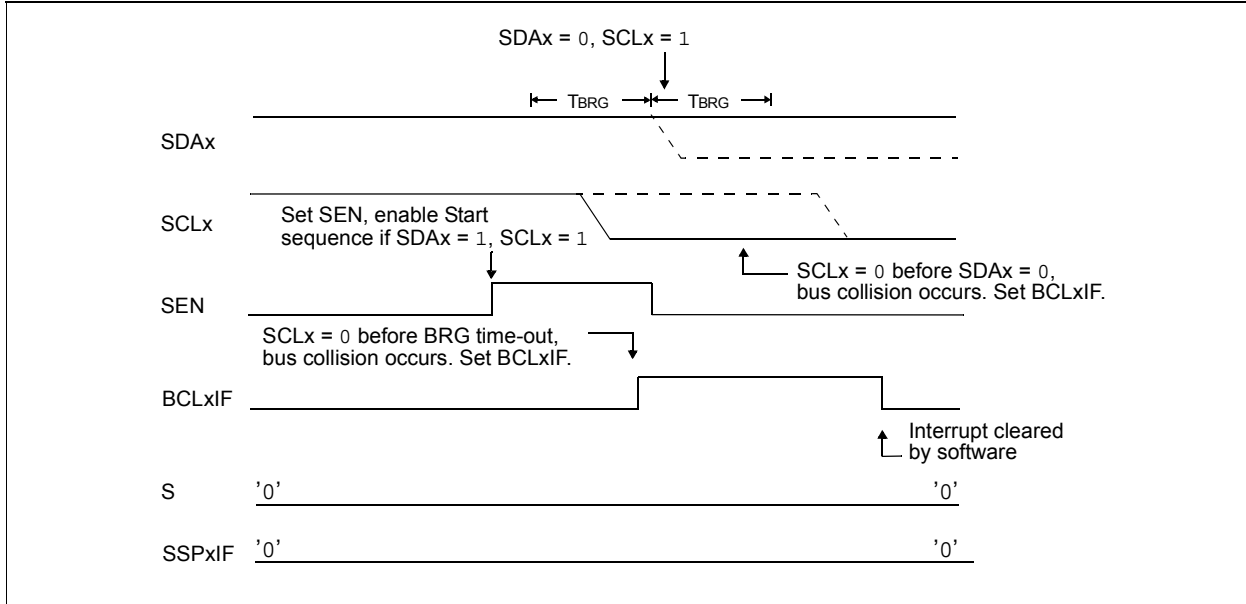 SDAx = 0, SCLx = 1
TBRG TBRG
SDAx
SCLx
Set SEN, enable Start
sequence if SDAx = 1, SCLx = 1
SCLx = 0 before SDAx = 0,
bus collision occurs. Set BCLxIF.
SEN
SCLx = 0 before BRG time-out,
bus collision occurs. Set BCLxIF.
BCLxIF
Interrupt cleared
by software
S '0' '0'
SSPxIF '0' '0'